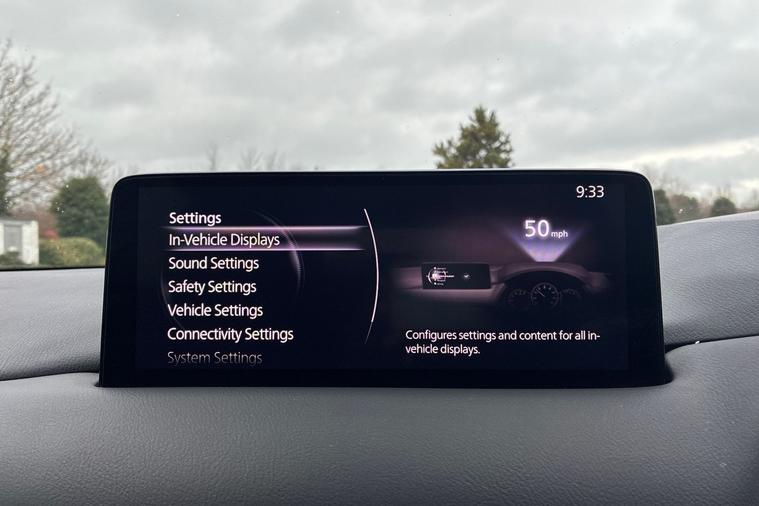 9:33
Settings
In-Vehicle Displays
Sound Settings
Safety Settings
Vehicle Settings
Connectivity Settings
System Settings
50 mph
Configures settings and content for all in-
vehicle displays.